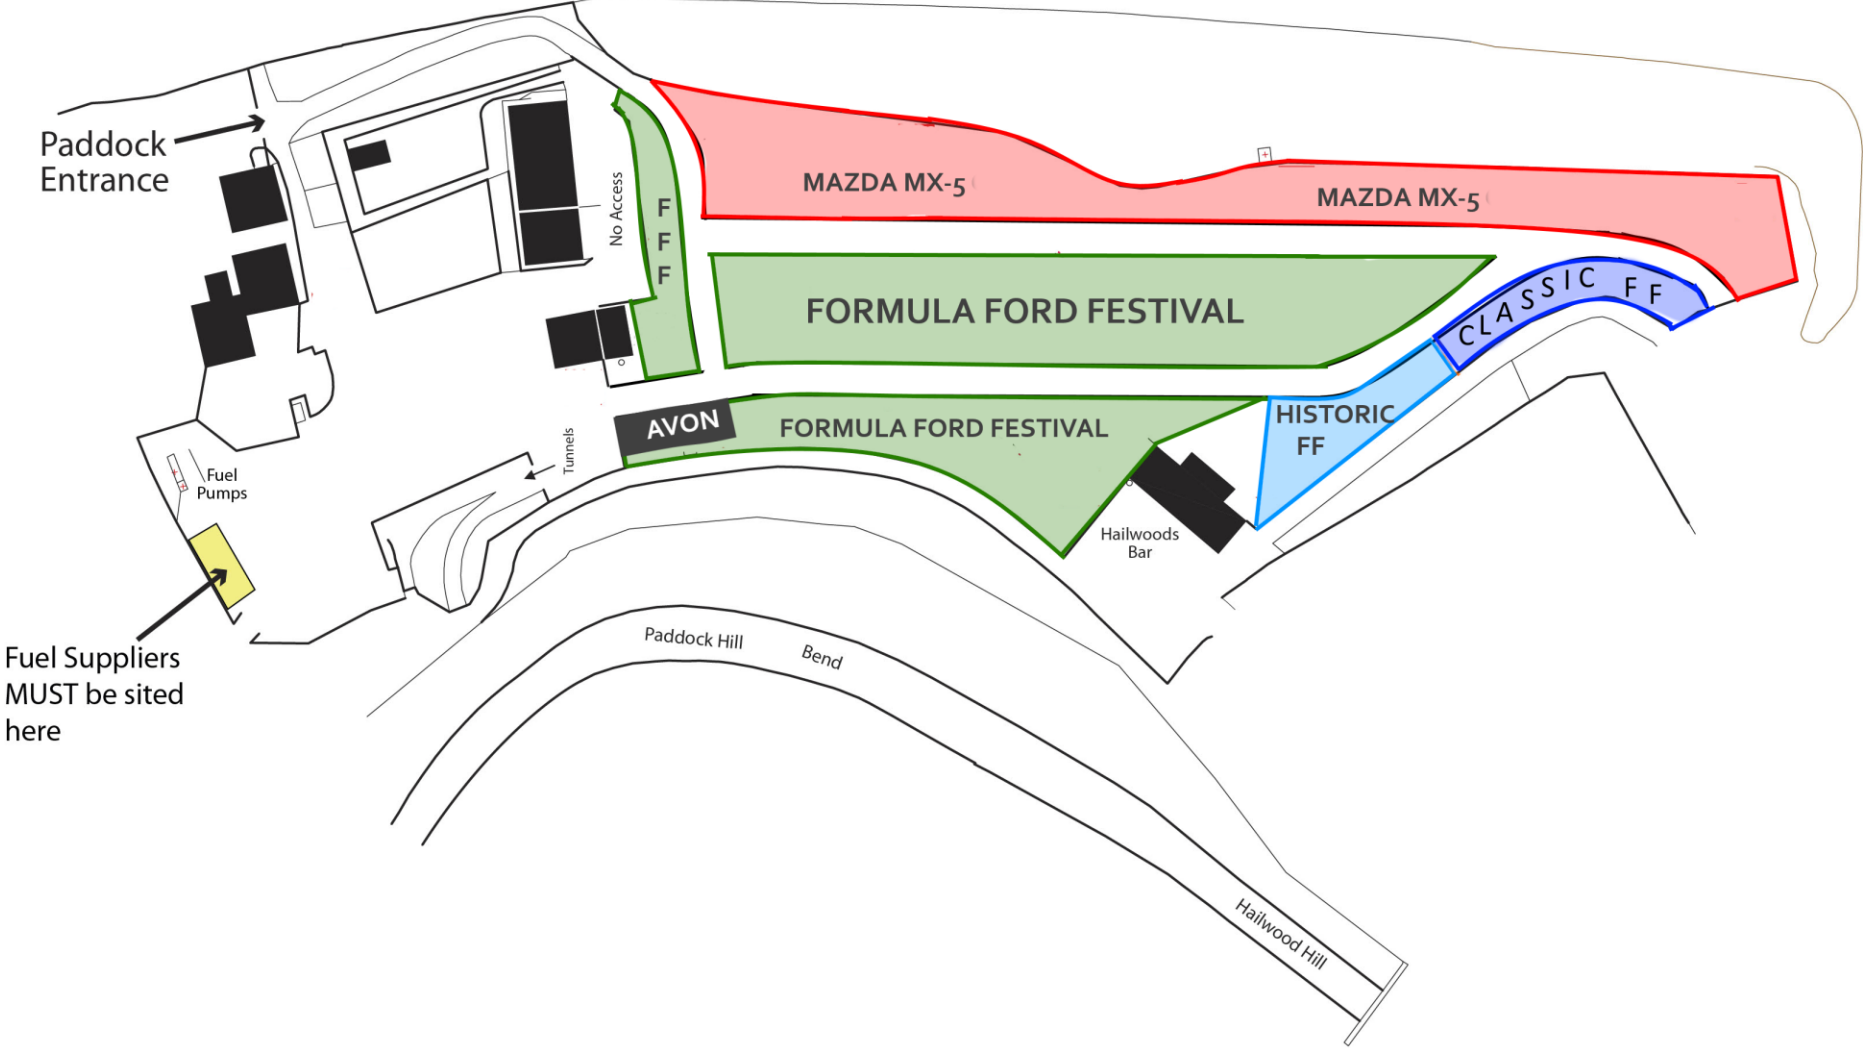 Paddock
Entrance
No Access
F
F
F
MAZDA MX-5
MAZDA MX-5
FORMULA FORD FESTIVAL
CLASSIC FF
AVON
FORMULA FORD FESTIVAL
HISTORIC
FF
Tunnels
Fuel
Pumps
Hailwoods
Bar
Fuel Suppliers
MUST be sited
here
Paddock Hill Bend
Hailwood Hill